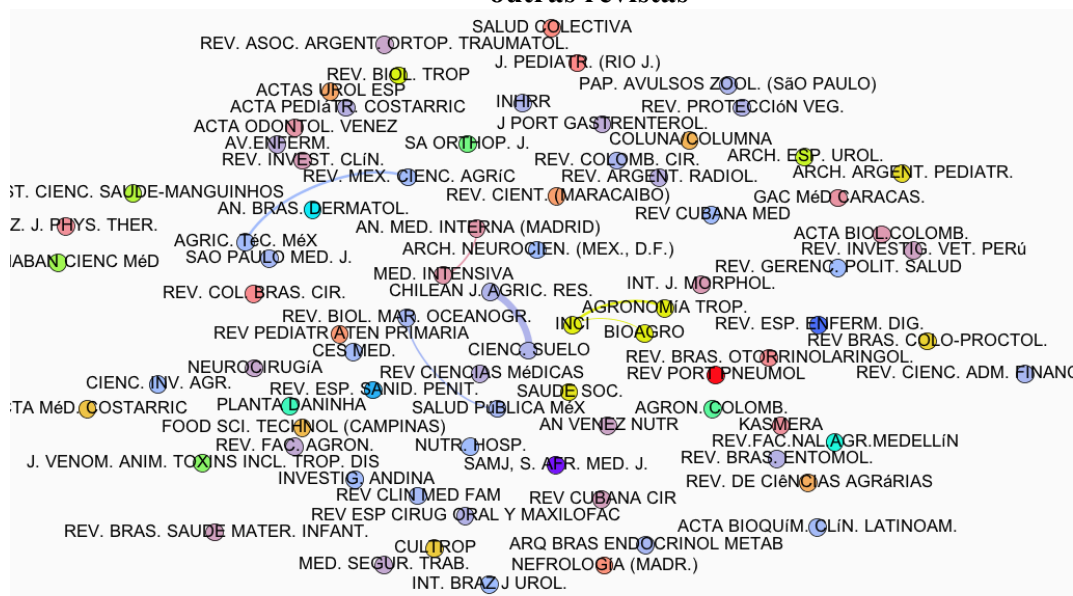 outras revistas
SALUD COLECTIVA
REV. ASOC. ARGENT. ORTOP. TRAUMATOL.
J. PEDIATR. (RIO J.)
REV. BIOL. TROP
PAP. AVULSOS ZOOL. (SãO PAULO)
ACTAS UROL ESP
INHRR
ACTA PEDIáTR. COSTARRIC
REV. PROTECCIóN VEG.
J PORT GASTRENTEROL.
ACTA ODONTOL. VENEZ
COLUNA/COLUMNA
AV.ENFERM.
SA ORTHOP. J.
REV. INVEST. CLíN.
REV. COLOMB. CIR.
ARCH. ESP. UROL.
REV. MEX. CIENC. AGRíC
REV. ARGENT. RADIOL.
ARCH. ARGENT. PEDIATR.
ST. CIENC. SAUDE-MANGUINHOS
REV. CIENT. (MARACAIBO)
GAC MéD CARACAS.
AN. BRAS. DERMATOL.
REV CUBANA MED
Z. J. PHYS. THER.
AN. MED. INTERNA (MADRID)
ACTA BIOL.COLOMB.
AGRIC. TéC. MéX
ARCH. NEUROCIEN. (MEX., D.F.)
REV. INVESTIG. VET. PERú
SAO PAULO MED. J.
HABAN CIENC MéD
REV. GERENC. POLIT. SALUD
MED. INTENSIVA
INT. J. MORPHOL.
REV. COL. BRAS. CIR.
CHILEAN J. AGRIC. RES.
AGRONOMíA TROP.
REV. BIOL. MAR. OCEANOGR.
INCI
REV. ESP. ENFERM. DIG.
REV PEDIATR ATEN PRIMARIA
BIOAGRO
REV BRAS. COLO-PROCTOL.
CES MED.
CIENC. SUELO
REV. BRAS. OTORRINOLARINGOL.
NEUROCIRUGíA
REV CIENCIAS MéDICAS
REV PORT PNEUMOL
REV. CIENC. ADM. FINANC
CIENC. INV. AGR.
REV. ESP. SANID. PENIT.
SAUDE SOC.
CTA MéD. COSTARRIC
PLANTA DANINHA
SALUD PúBLICA MéX
AGRON. COLOMB.
FOOD SCI. TECHNOL (CAMPINAS)
AN VENEZ NUTR
KASMERA
REV. FAC. AGRON.
NUTR. HOSP.
REV.FAC.NAL.AGR.MEDELLíN
J. VENOM. ANIM. TOXINS INCL. TROP. DIS
SAMJ, S. AFR. MED. J.
REV. BRAS. ENTOMOL.
INVESTIG. ANDINA
REV. DE CIêNCIAS AGRáRIAS
REV CLIN MED FAM
REV CUBANA CIR
REV ESP CIRUG ORAL Y MAXILOFAC
REV. BRAS. SAUDE MATER. INFANT.
ACTA BIOQUíM. CLíN. LATINOAM.
CULTROP
ARQ BRAS ENDOCRINOL METAB
MED. SEGUR. TRAB.
NEFROLOGíA (MADR.)
INT. BRAZ J UROL.